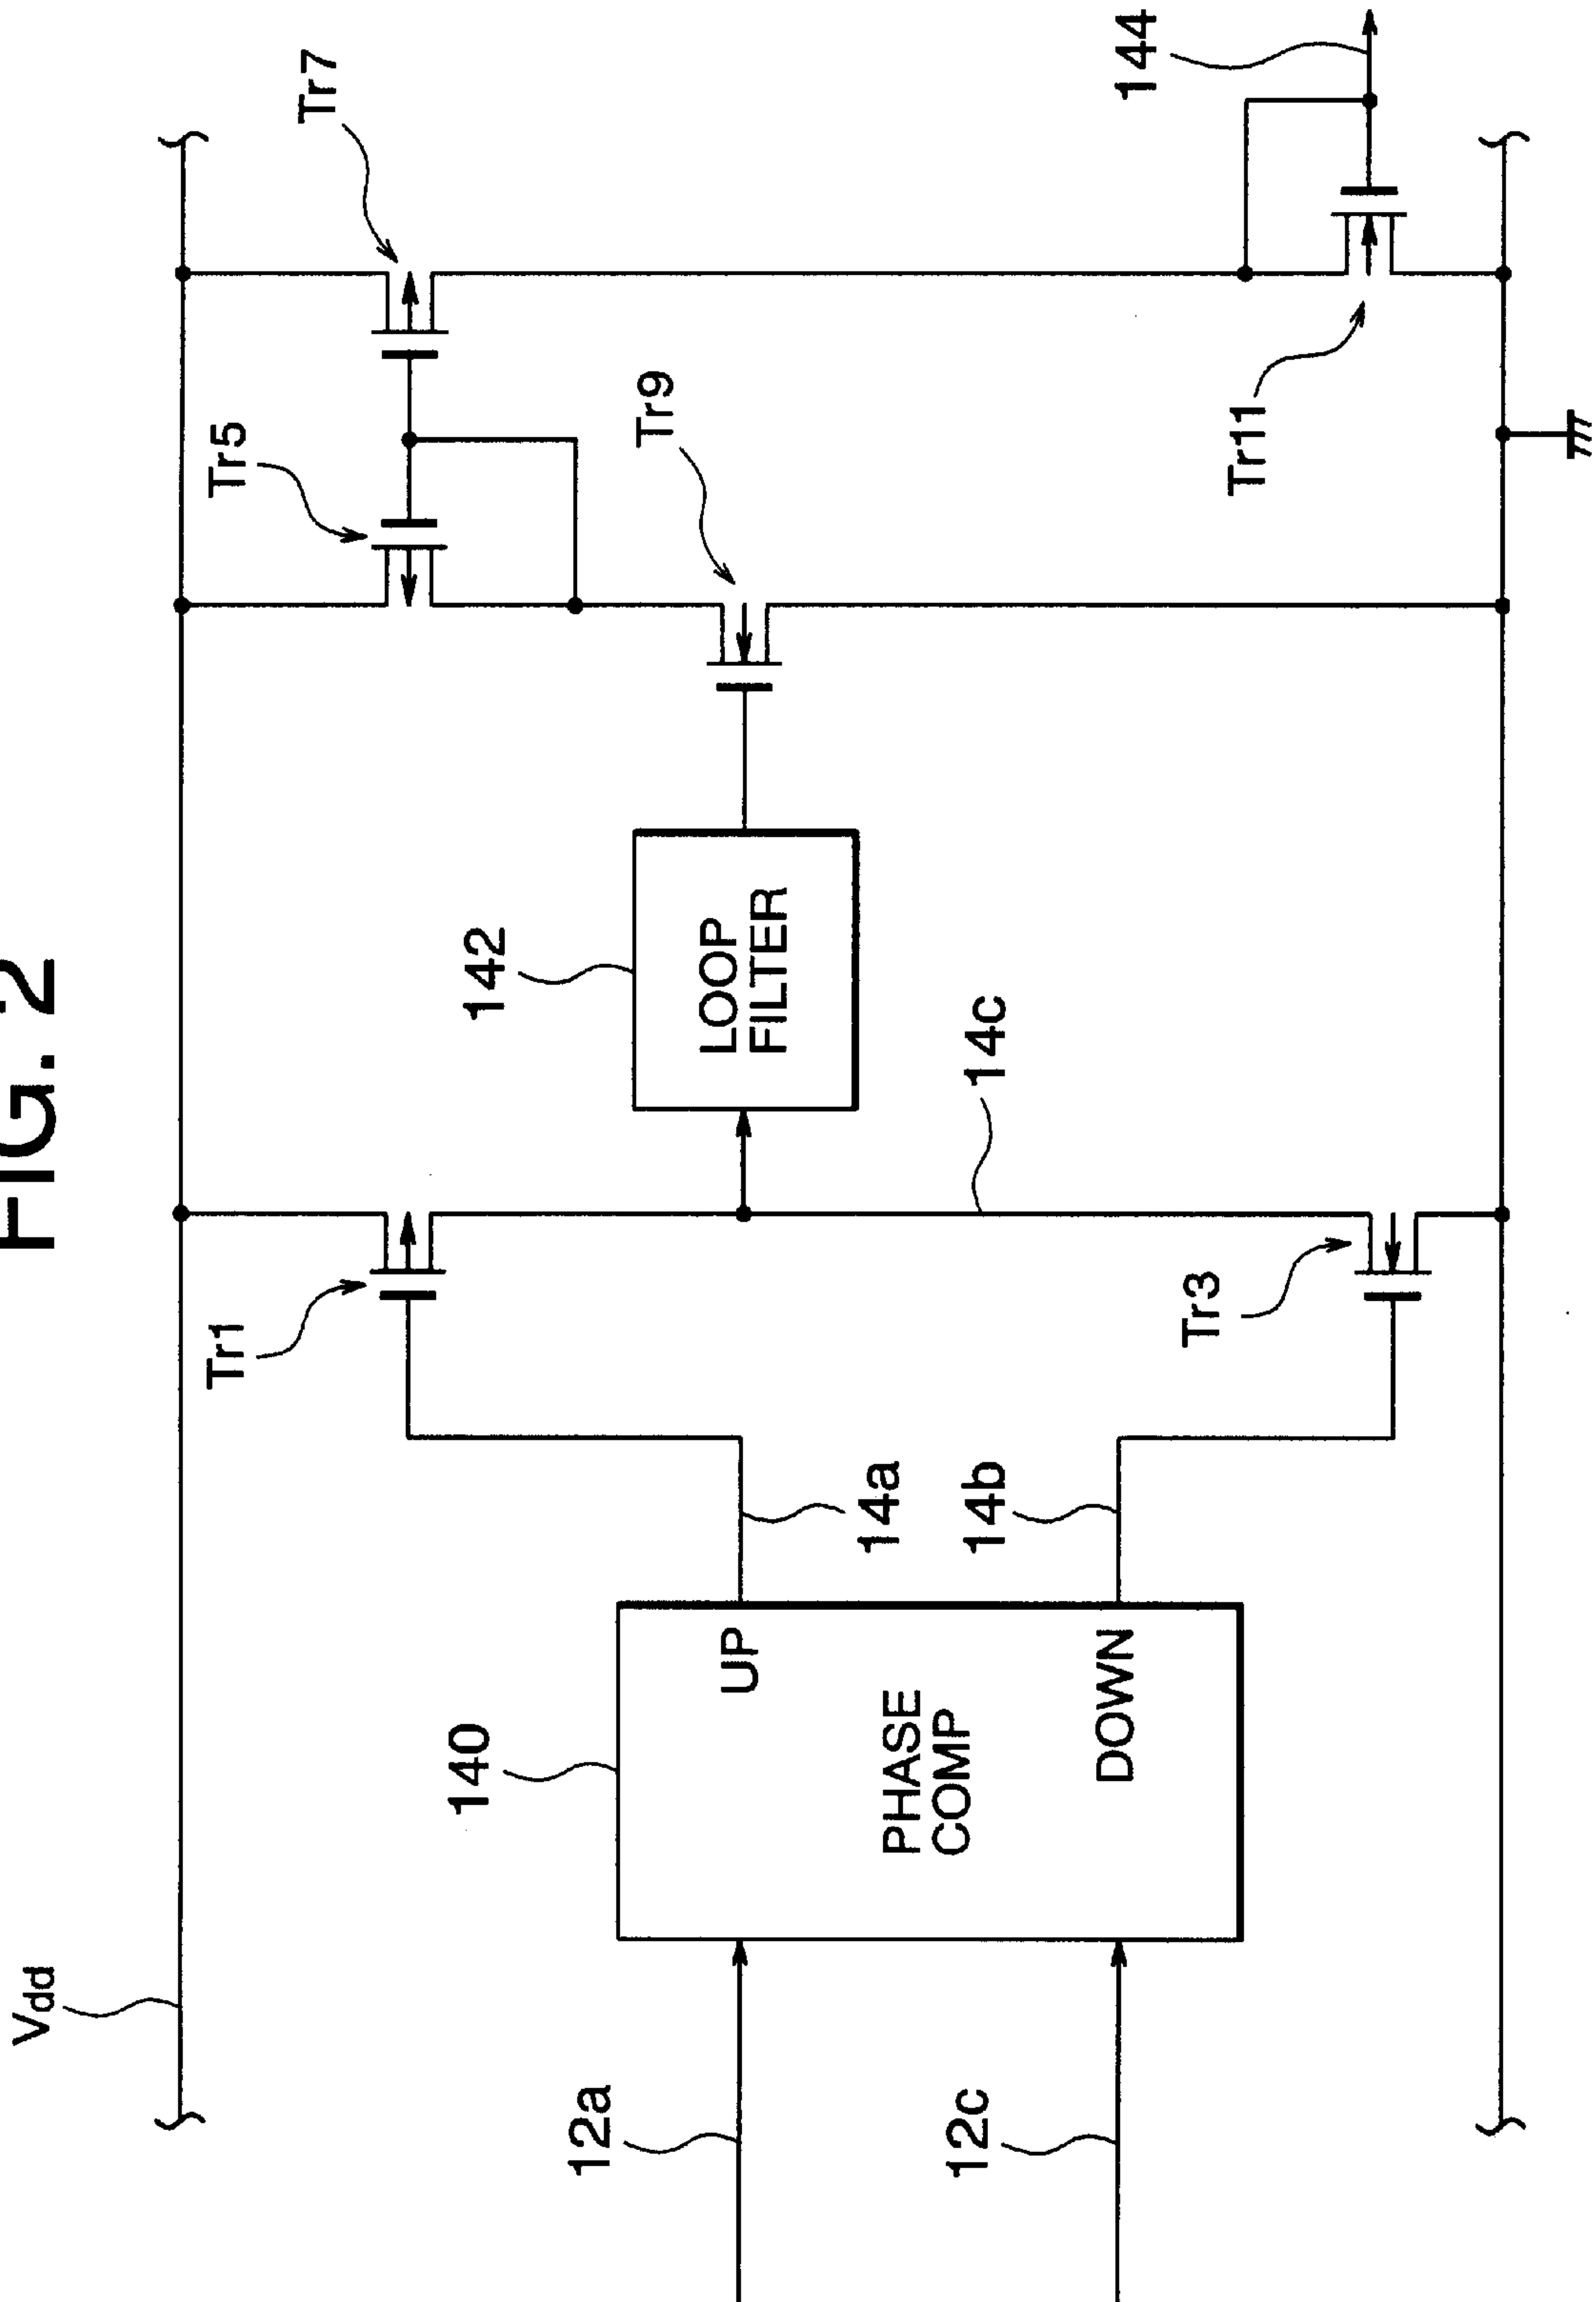 FIG. 2
Vdd
Tr1
Tr5
Tr7
140
142
Tr9
12a
UP
LOOP
FILTER
14a
PHASE
COMP
12c
DOWN
14b
14c
Tr3
Tr11
144